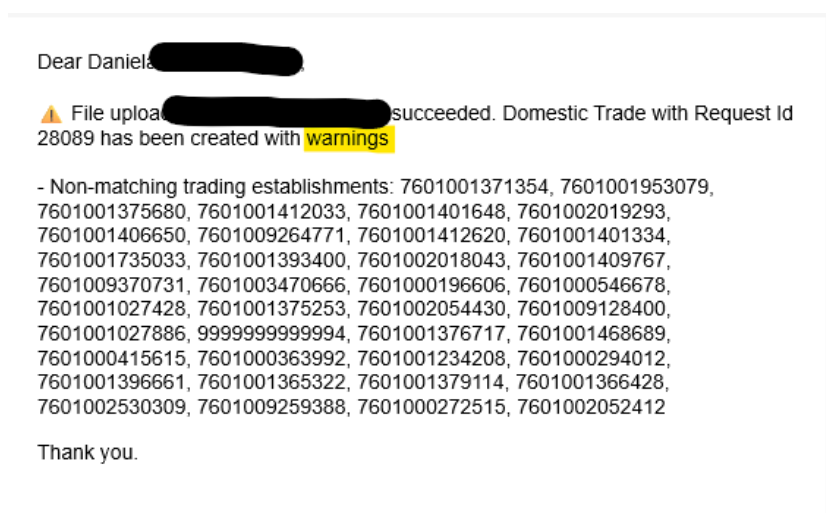 Dear Daniela
⚠ File uploa succeeded. Domestic Trade with Request Id
28089 has been created with warnings
- Non-matching trading establishments: 7601001371354, 7601001953079,
7601001375680, 7601001412033, 7601001401648, 7601002019293,
7601001406650, 7601009264771, 7601001412620, 7601001401334,
7601001735033, 7601001393400, 7601002018043, 7601001409767,
7601009370731, 7601003470666, 7601000196606, 7601000546678,
7601001027428, 7601001375253, 7601002054430, 7601009128400,
7601001027886, 9999999999994, 7601001376717, 7601001468689,
7601000415615, 7601000363992, 7601001234208, 7601000294012,
7601001396661, 7601001365322, 7601001379114, 7601001366428,
7601002530309, 7601009259388, 7601000272515, 7601002052412
Thank you.